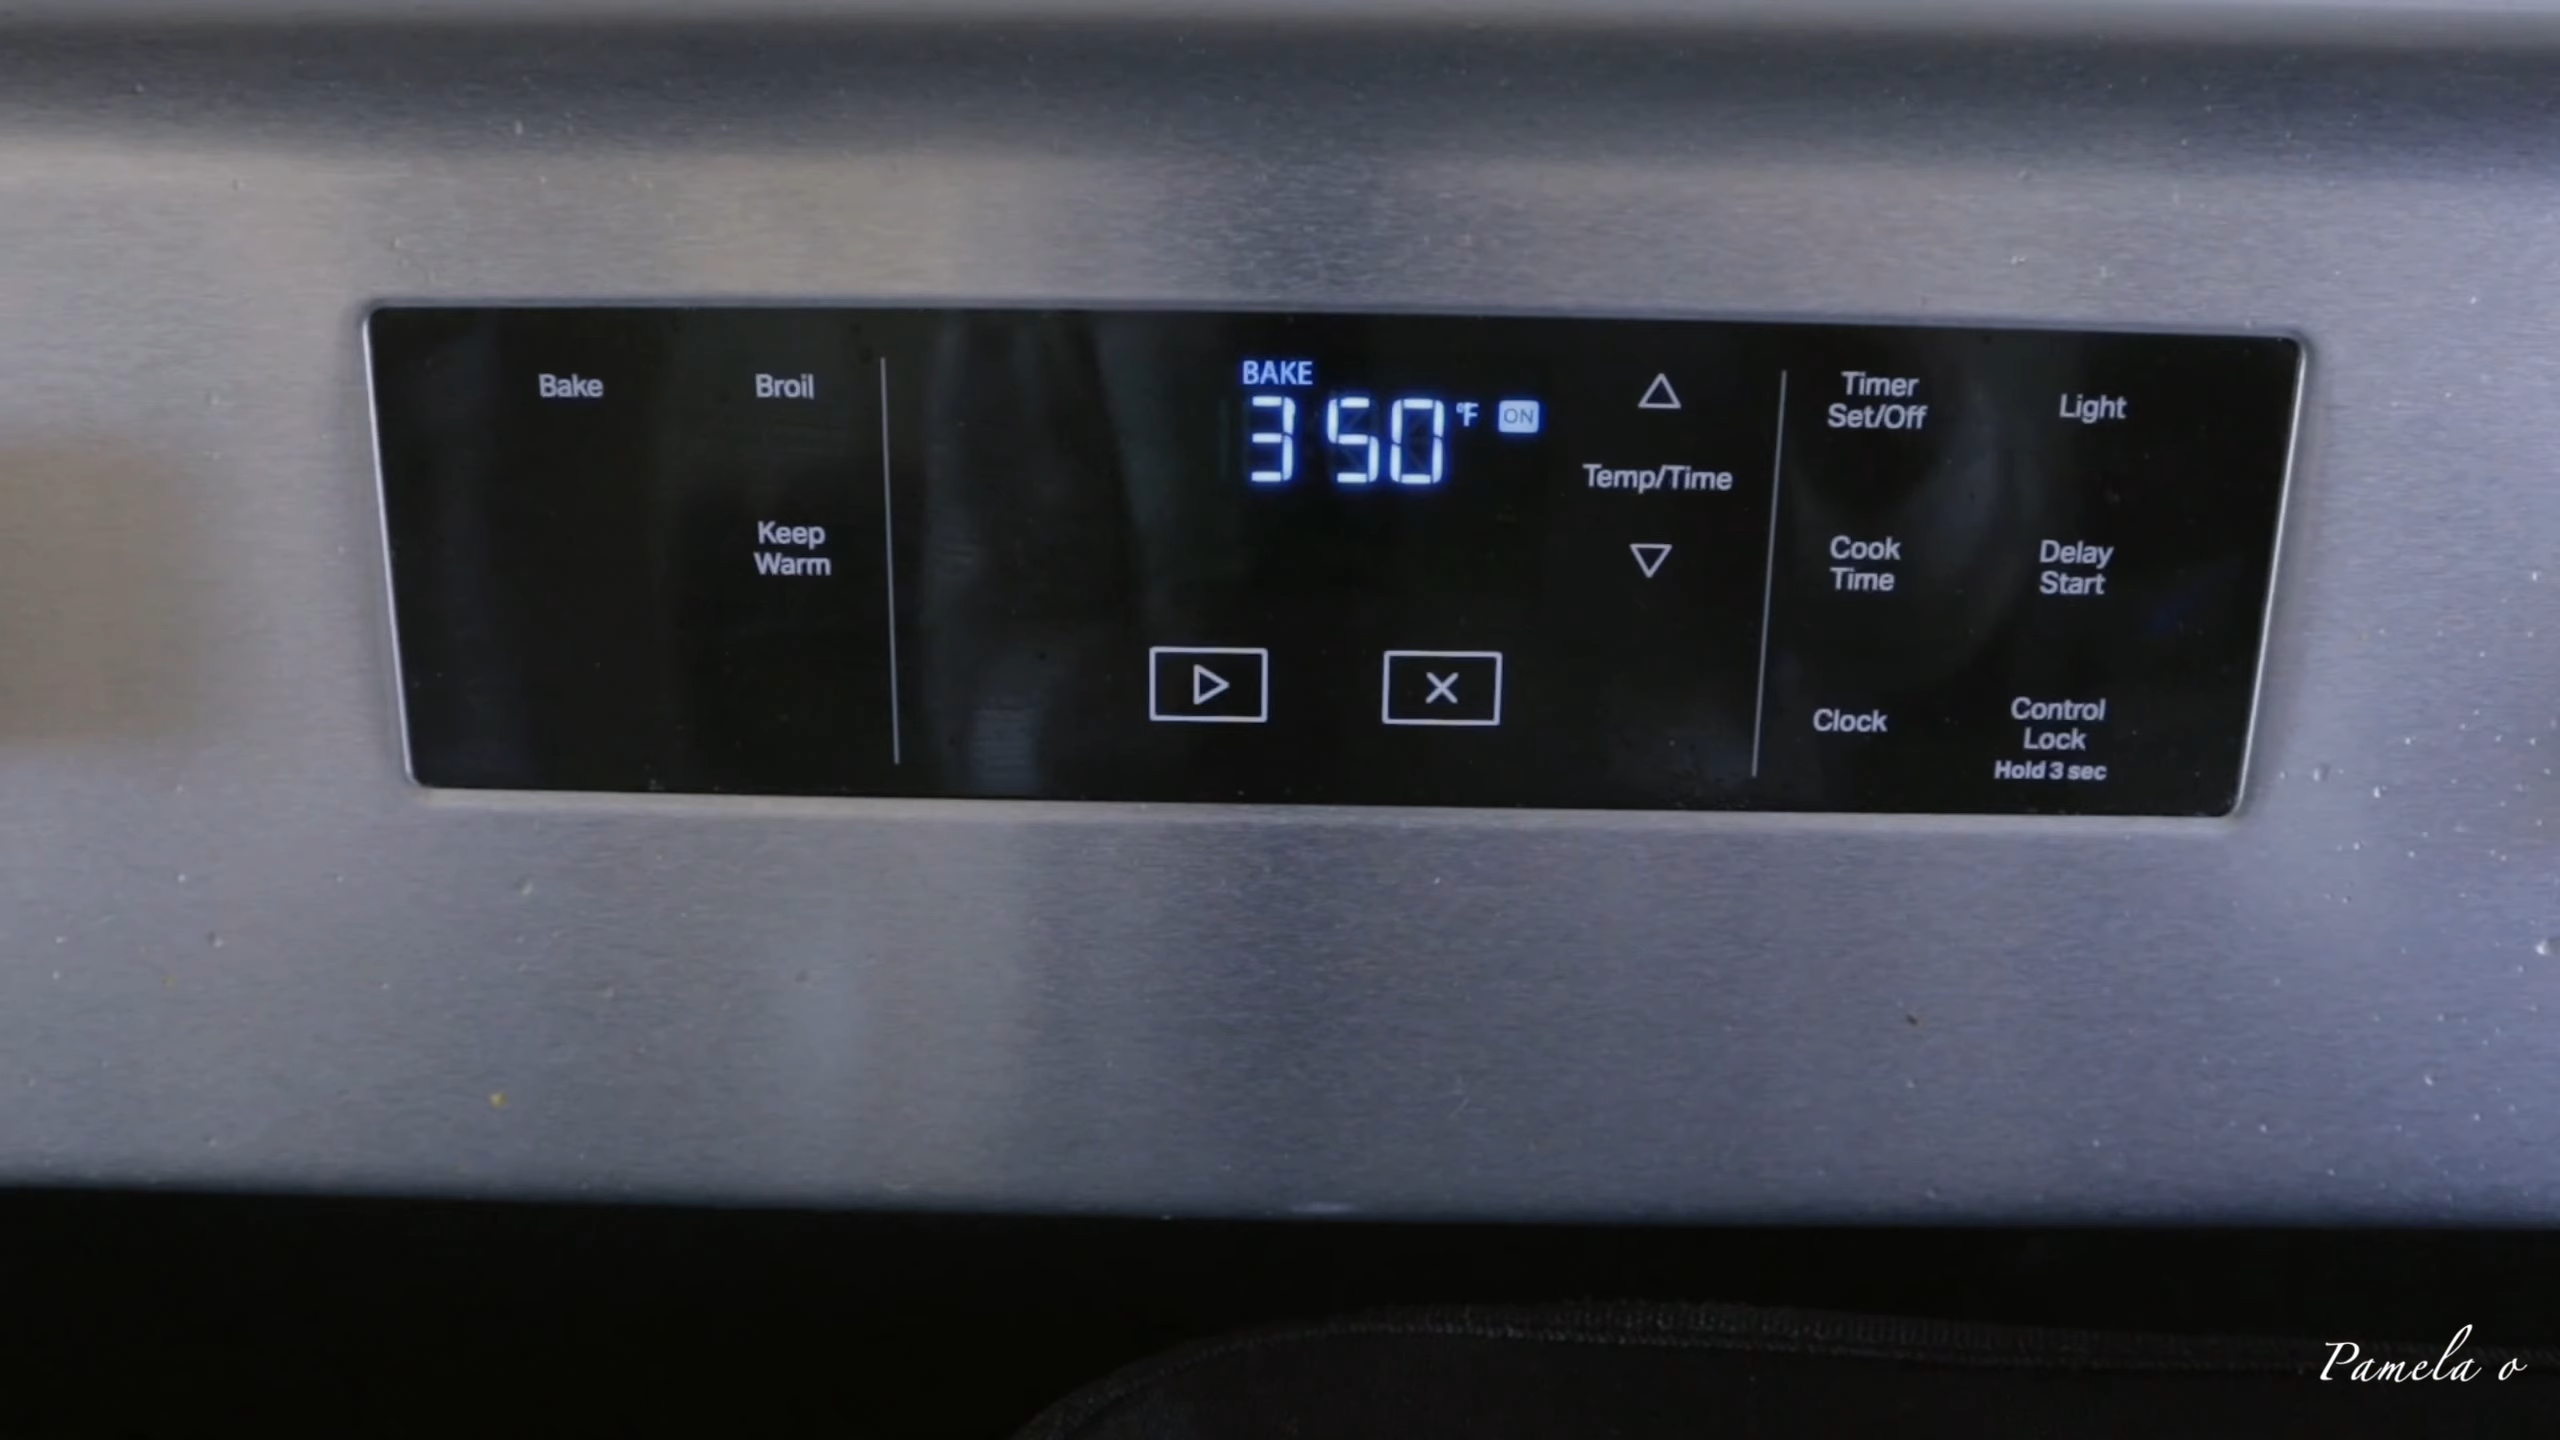 Bake
Broil
Keep
Warm
BAKE
350°F ON
Temp/Time
Timer
Set/Off
Light
Cook
Time
Delay
Start
Clock
Control
Lock
Hold 3 sec
Pamela o